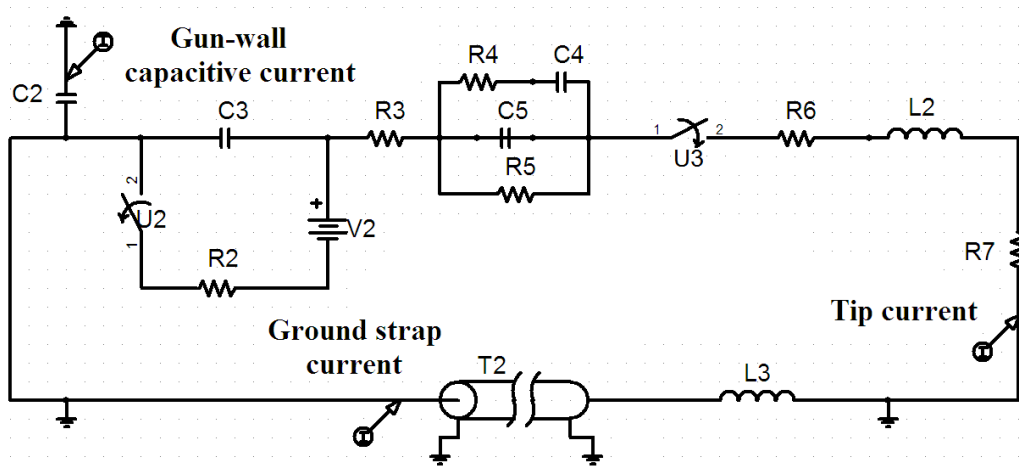 Gun-wall
capacitive current
C2
C3
R3
R4
C4
C5
R5
1
2
U3
R6
L2
2
U2
1
R2
+
V2
R7
Tip current
Ground strap
current
T2
L3
I
I
I